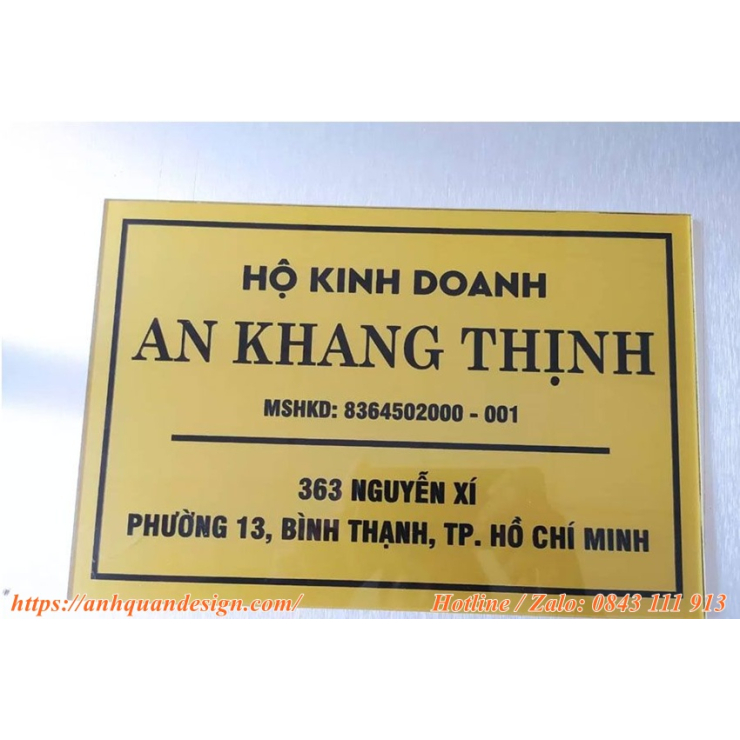 HỘ KINH DOANH
AN KHANG THỊNH
MSHKD: 8364502000 - 001
363 NGUYỄN XÍ
PHƯỜNG 13, BÌNH THẠNH, TP. HỒ CHÍ MINH
https://anhquandesign.com/ Hotline / Zalo: 0843 111 913